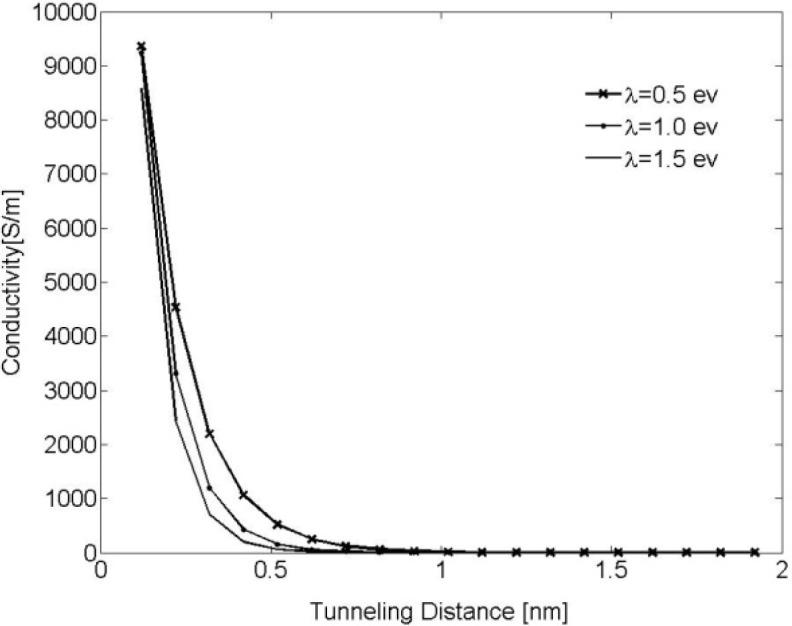 10000
9000
8000
7000
6000
5000
4000
3000
2000
1000
0
Conductivity[S/m]
λ=0.5 ev
λ=1.0 ev
λ=1.5 ev
0 0.5 1 1.5 2
Tunneling Distance [nm]